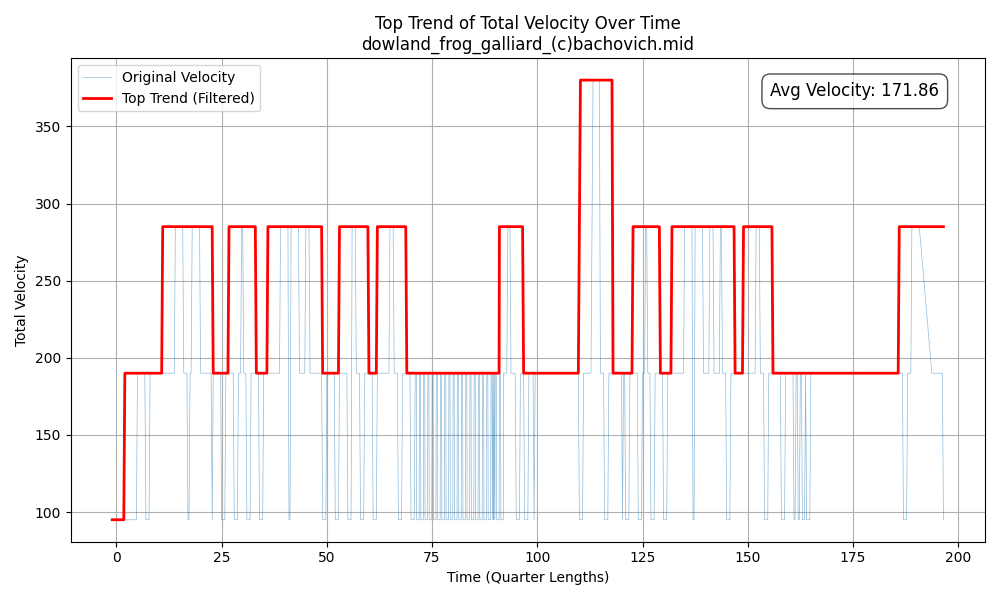 Top Trend of Total Velocity Over Time
dowland_frog_galliard_(c)bachovich.mid
Original Velocity
Top Trend (Filtered)
Avg Velocity: 171.86
Total Velocity
350
300
250
200
150
100
0 25 50 75 100 125 150 175 200
Time (Quarter Lengths)